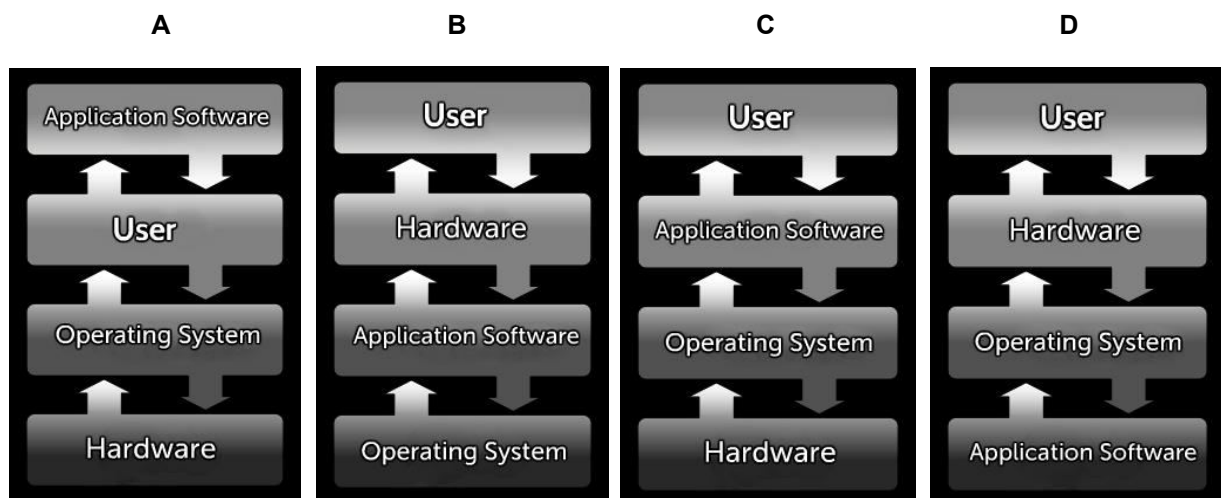 A
B
C
D
Application Software
User
Operating System
Hardware
User
Hardware
Application Software
Operating System
User
Application Software
Operating System
Hardware
User
Hardware
Operating System
Application Software